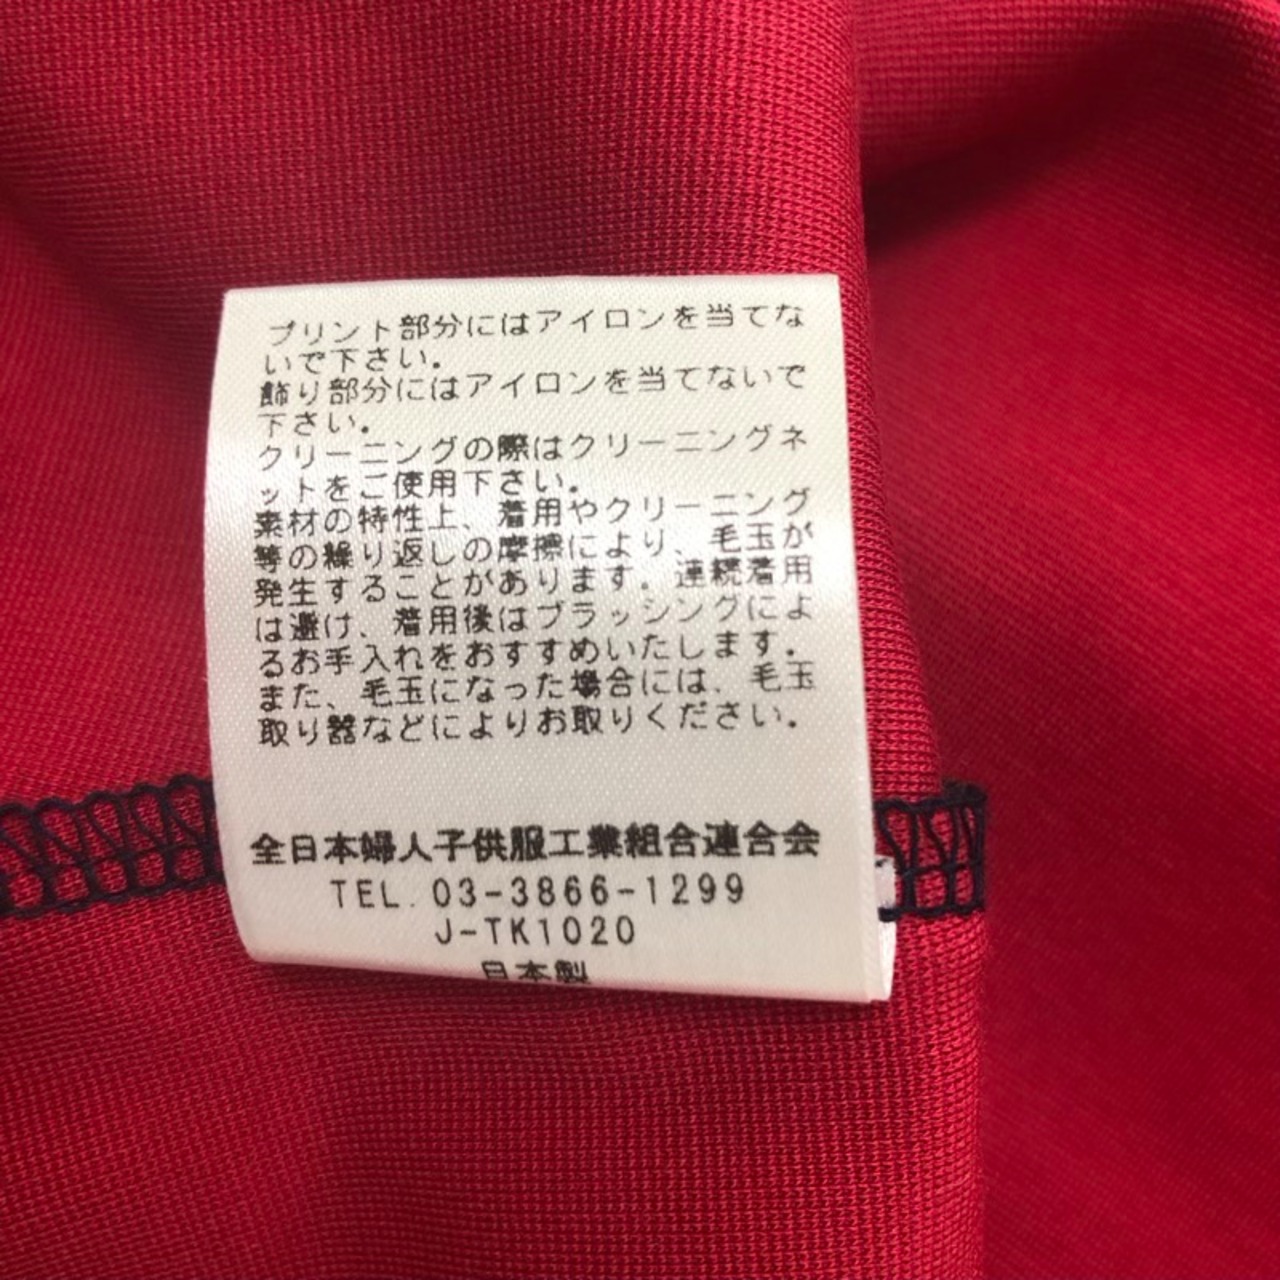 プリント部分にはアイロンを当てな
いで下さい。
飾り部分にはアイロンを当てないで
下さい。
クリーニングの際はクリーニングネ
ットをご使用下さい。
素材の特性上、着用やクリーニング
等の繰り返しの摩擦により、毛玉が
発生することがあります。連続着用
は避け、着用後はブラッシングによ
るお手入れをおすすめいたします。
また、毛玉になった場合には、毛玉
取り器などによりお取りください。
全日本婦人子供服工業組合連合会
TEL.03-3866-1299
J-TK1020
日本製